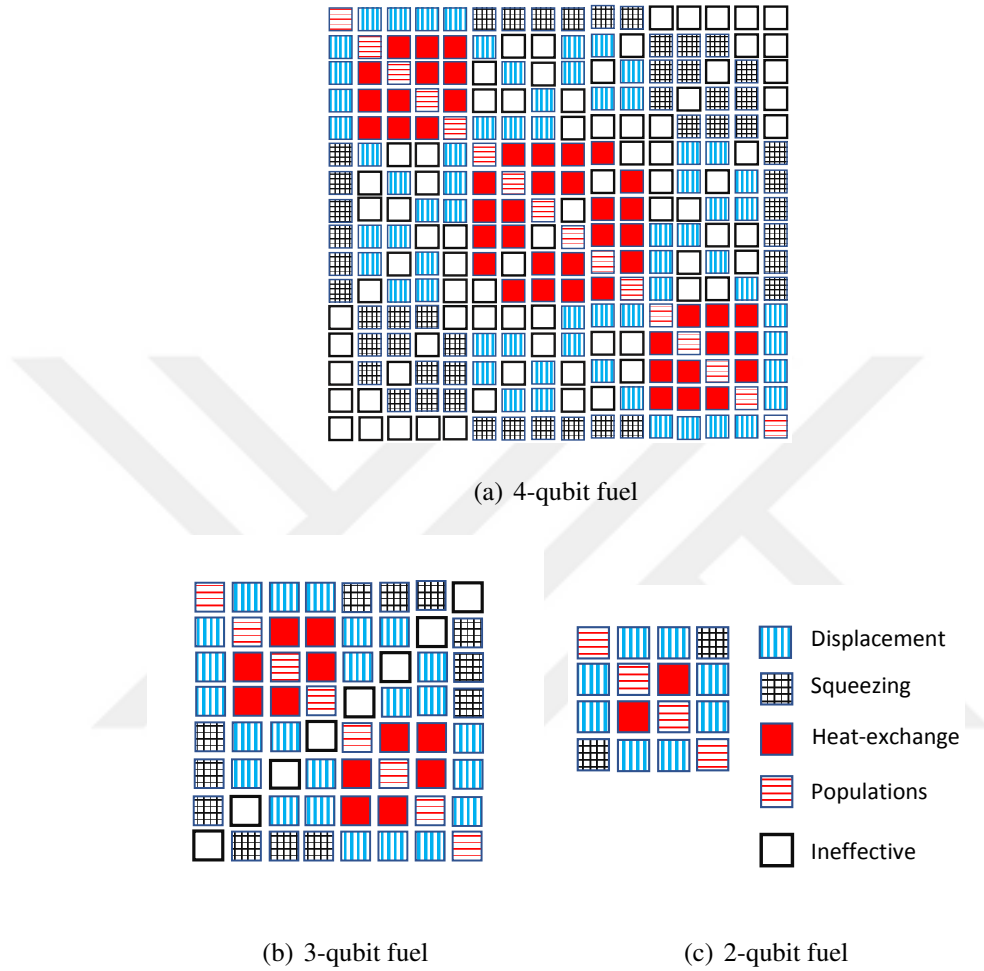 (a) 4-qubit fuel
Displacement
Squeezing
Heat-exchange
Populations
Ineffective
(b) 3-qubit fuel
(c) 2-qubit fuel